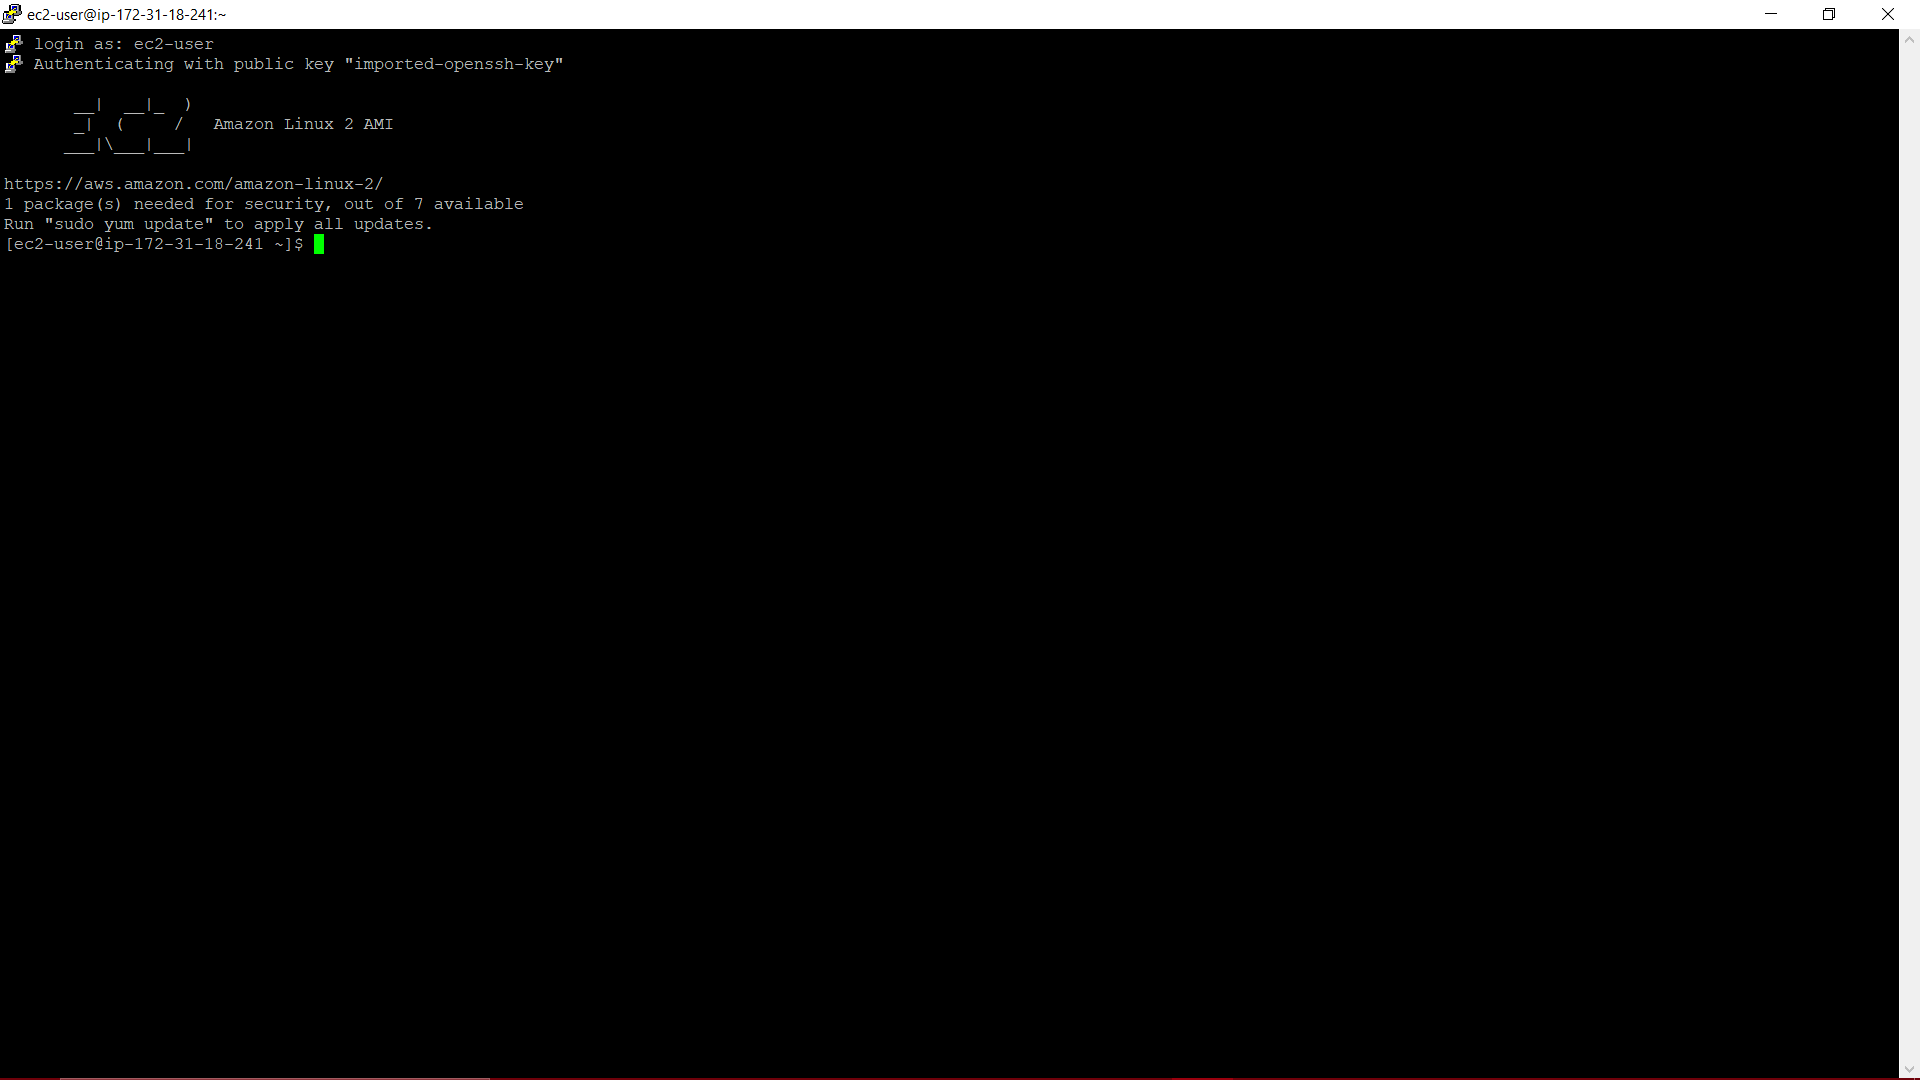 ec2-user@ip-172-31-18-241:~
login as: ec2-user
Authenticating with public key "imported-openssh-key"
       __|  __|_  )
       _|  (     /   Amazon Linux 2 AMI
      ___|\___|___|
https://aws.amazon.com/amazon-linux-2/
1 package(s) needed for security, out of 7 available
Run "sudo yum update" to apply all updates.
[ec2-user@ip-172-31-18-241 ~]$